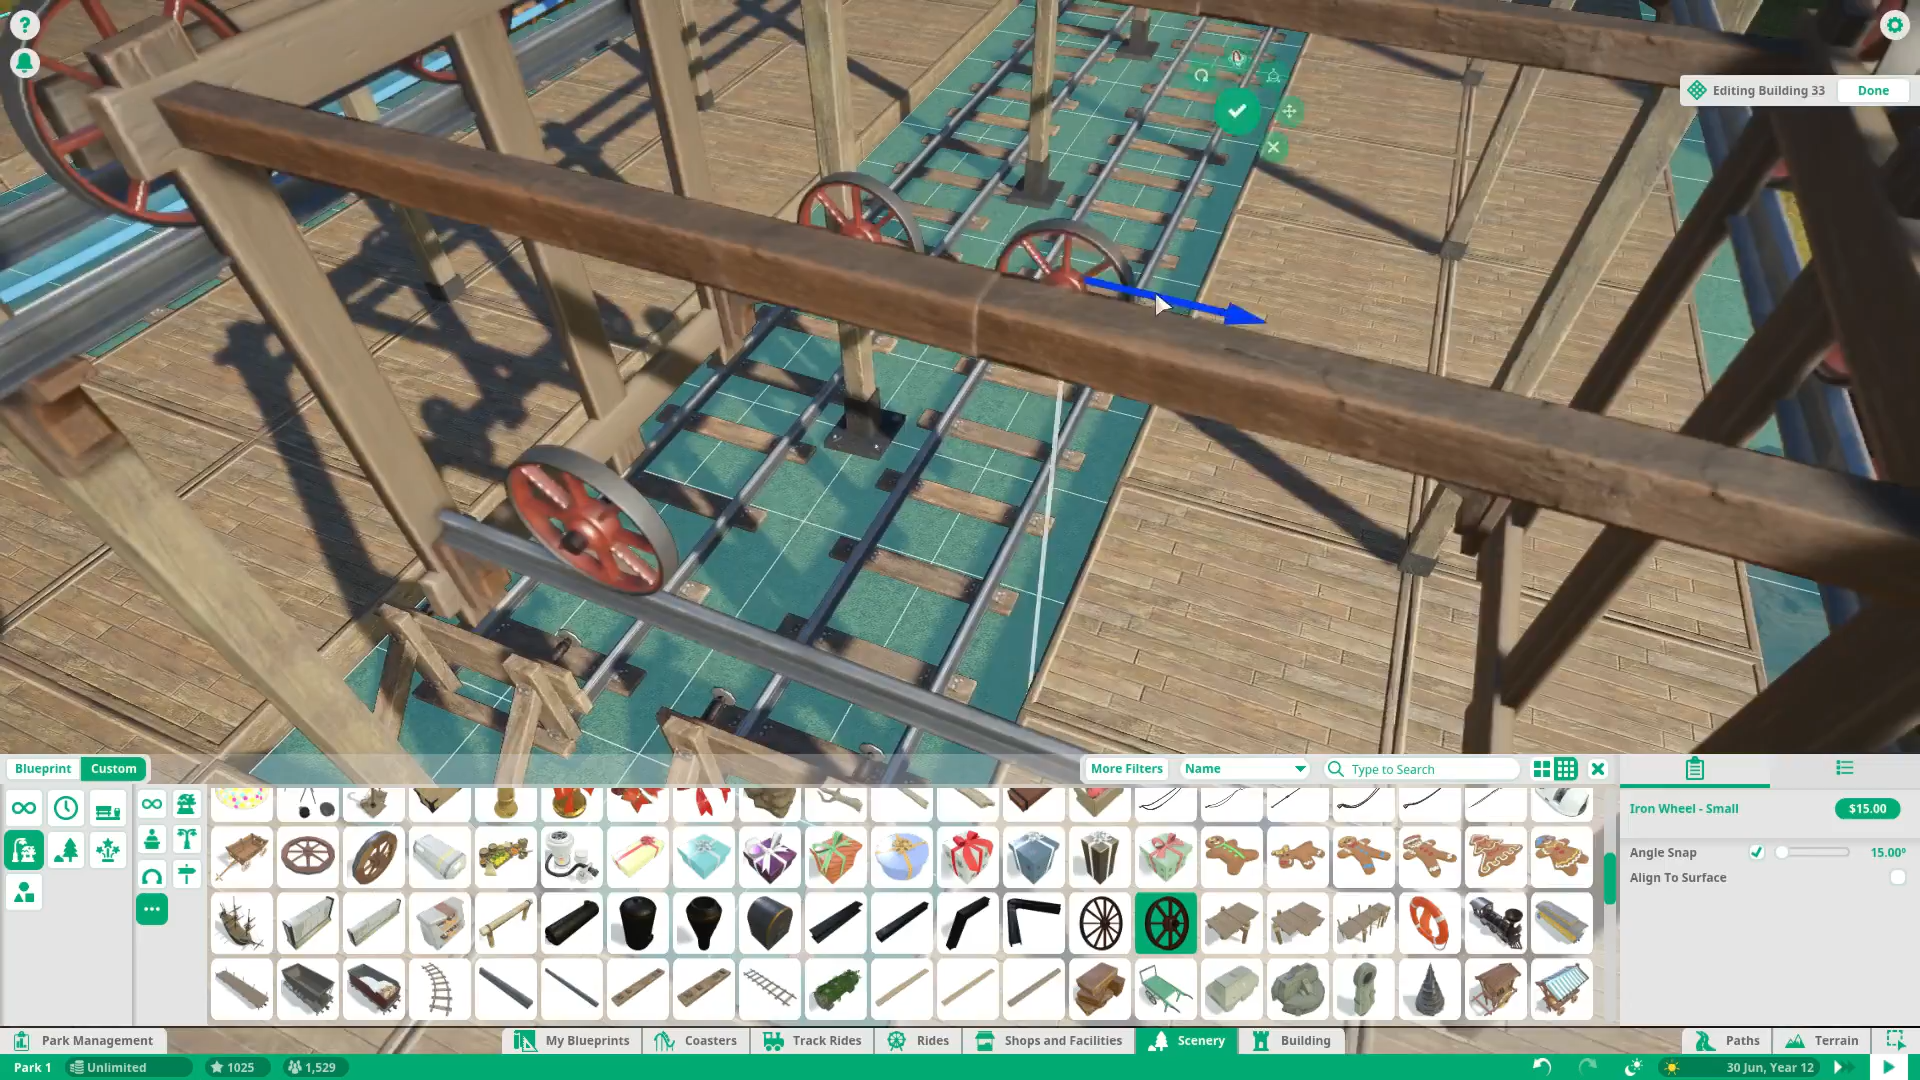 ?
Editing Building 33
Done
Blueprint
Custom
More Filters
Name
Type to Search
Iron Wheel - Small
$15.00
Angle Snap
15.00°
Align To Surface
Park Management
My Blueprints
Coasters
Track Rides
Rides
Shops and Facilities
Scenery
Building
Paths
Terrain
Park 1
Unlimited
1025
1,529
30 Jun, Year 12